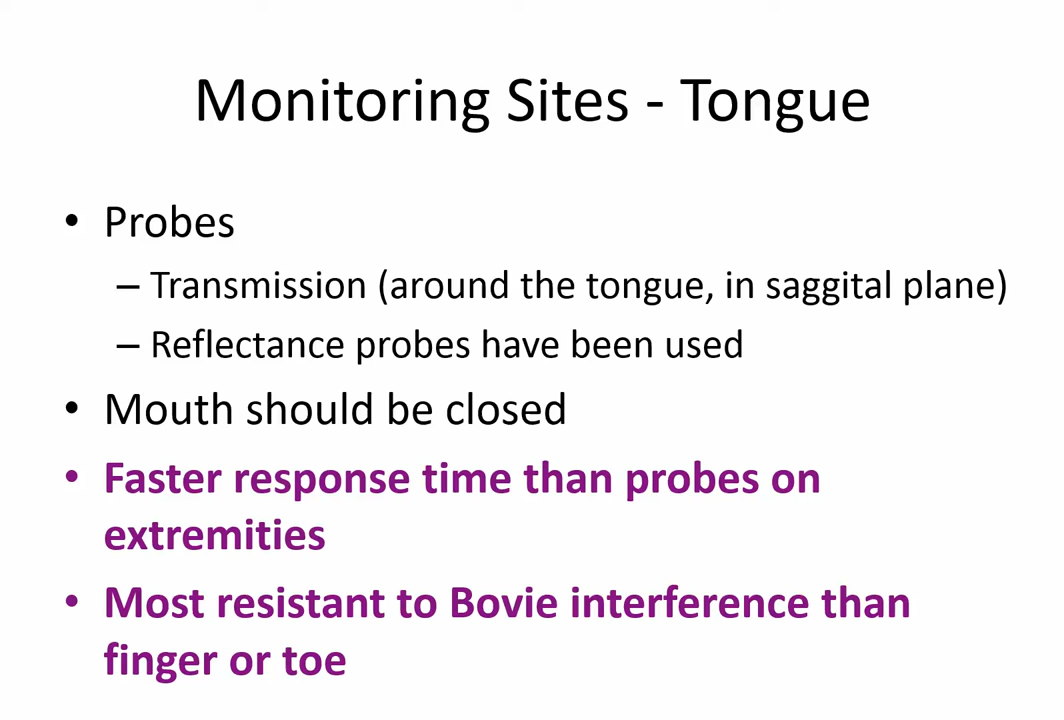 Monitoring Sites - Tongue
• Probes
– Transmission (around the tongue, in saggital plane)
– Reflectance probes have been used
• Mouth should be closed
• Faster response time than probes on
extremities
• Most resistant to Bovie interference than
finger or toe